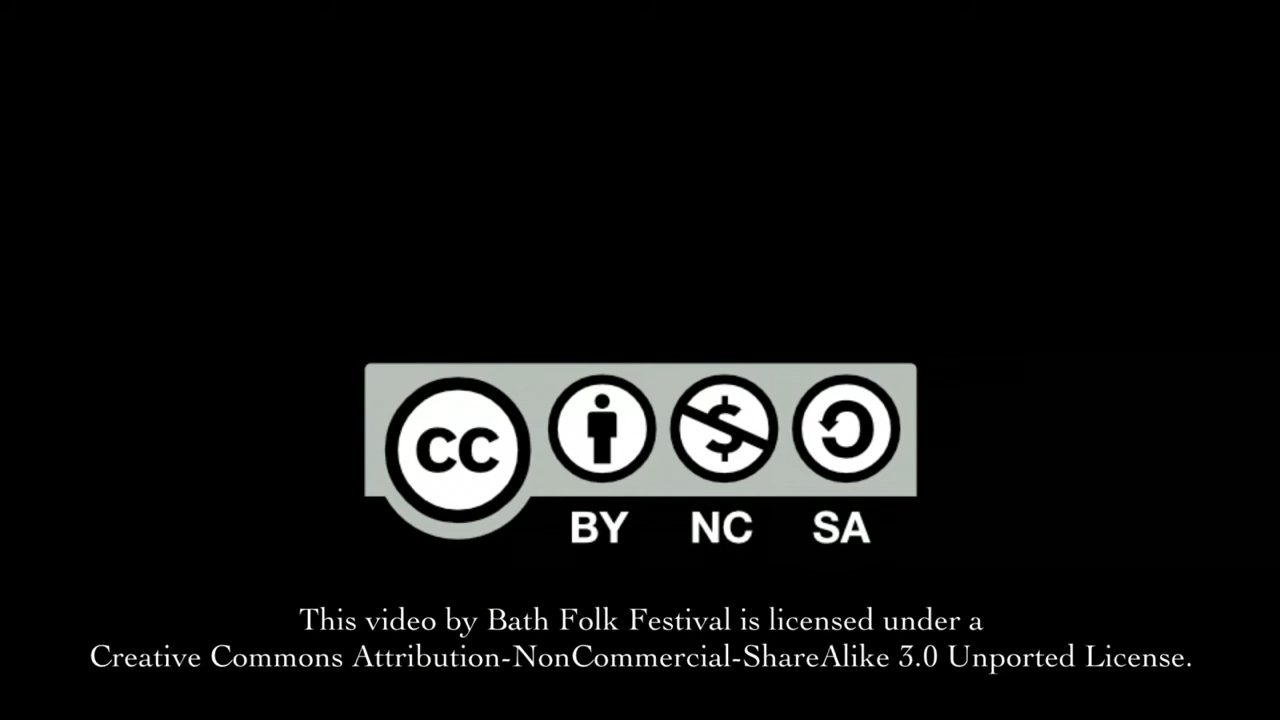 CC
BY NC SA
This video by Bath Folk Festival is licensed under a
Creative Commons Attribution-NonCommercial-ShareAlike 3.0 Unported License.